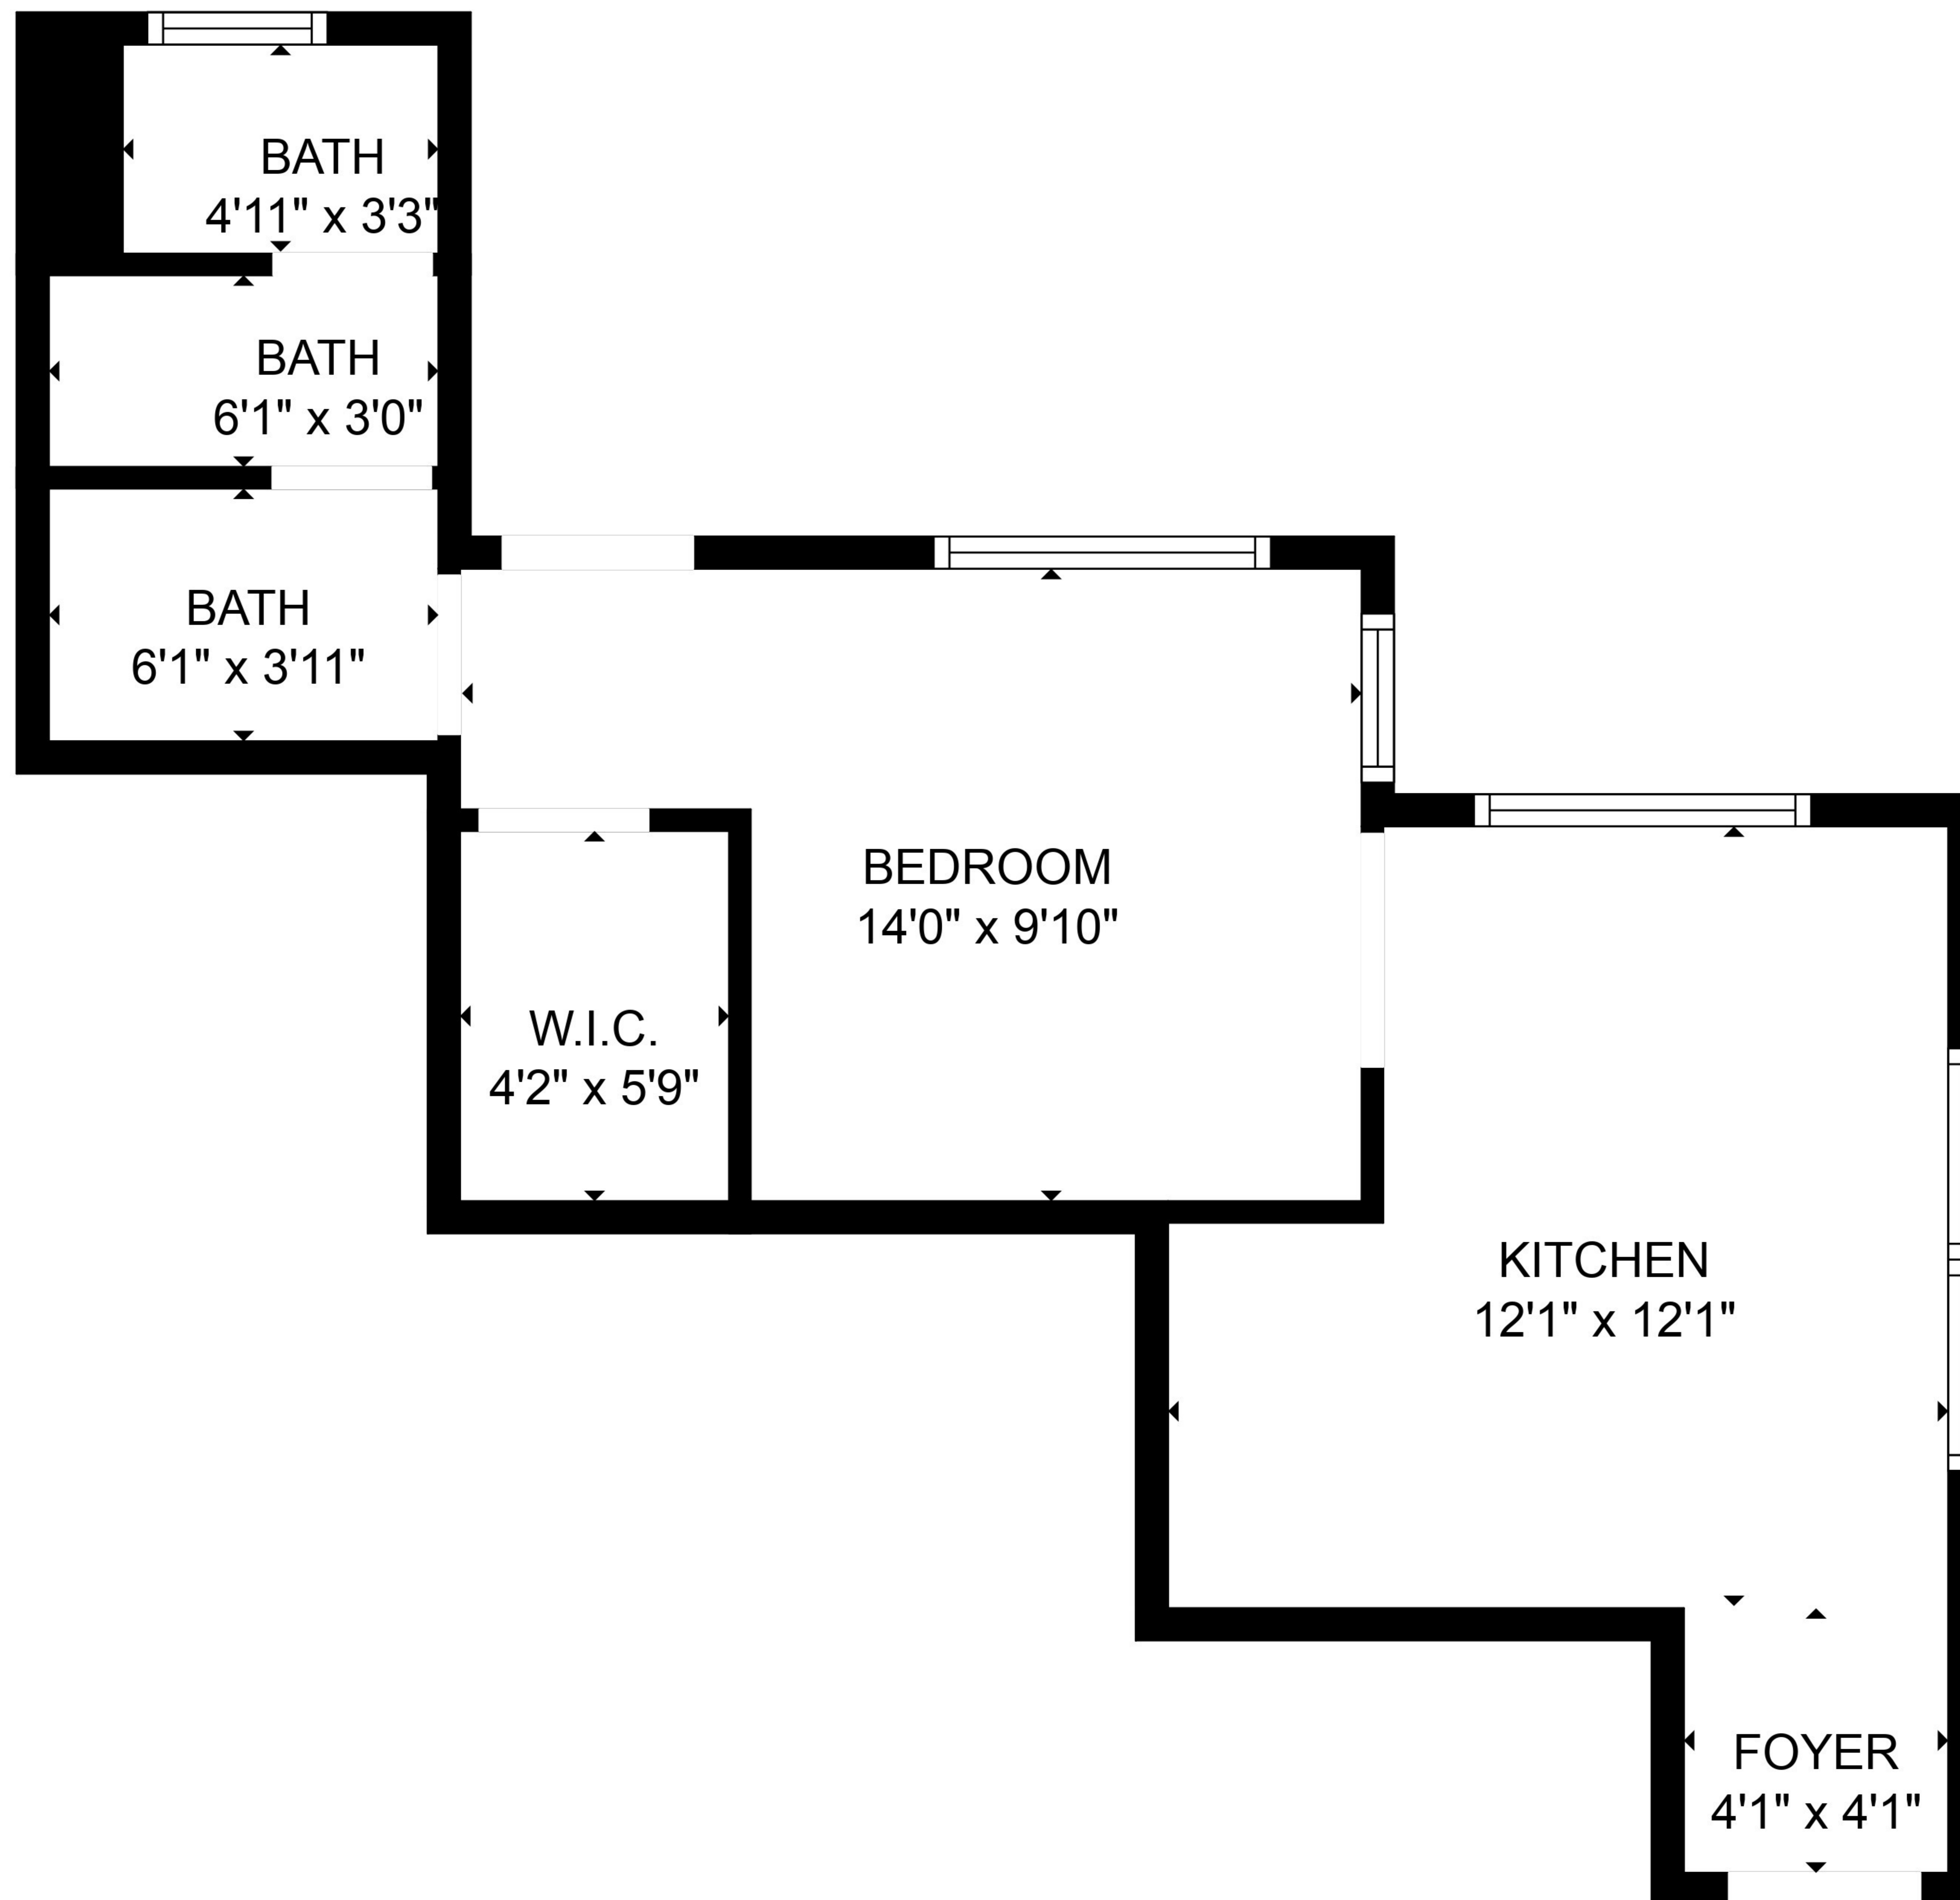 BATH
4'11" x 3'3"
BATH
6'1" x 3'0"
BATH
6'1" x 3'11"
BEDROOM
14'0" x 9'10"
W.I.C.
4'2" x 5'9"
KITCHEN
12'1" x 12'1"
FOYER
4'1" x 4'1"